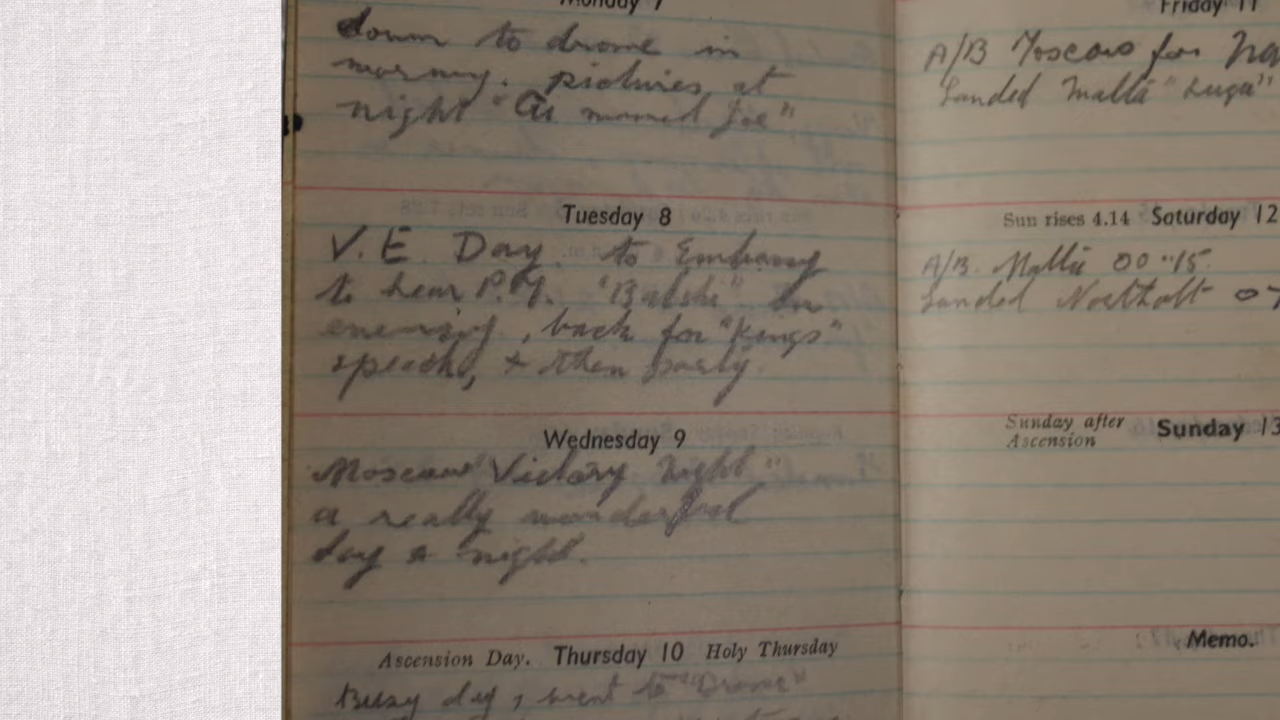 Monday 7
down to drome in
morning. pictures at
night "A named Joe"
Tuesday 8
V.E. Day. to Embassy
to hear P.M. "Balshi". In
evening, back for "Kings"
speech, + then party.
Wednesday 9
Moscow "Victory Night"
a really wonderful
day & night.
Ascension Day. Thursday 10 Holy Thursday
Busy day, went to "Drome"
Friday 11
A/B Moscow for
Landed Malta "Luqa"
Sun rises 4.14 Saturday 12
A/B. Malta 00.15.
Landed Northolt 07
Sunday after
Ascension Sunday 13
Memo.